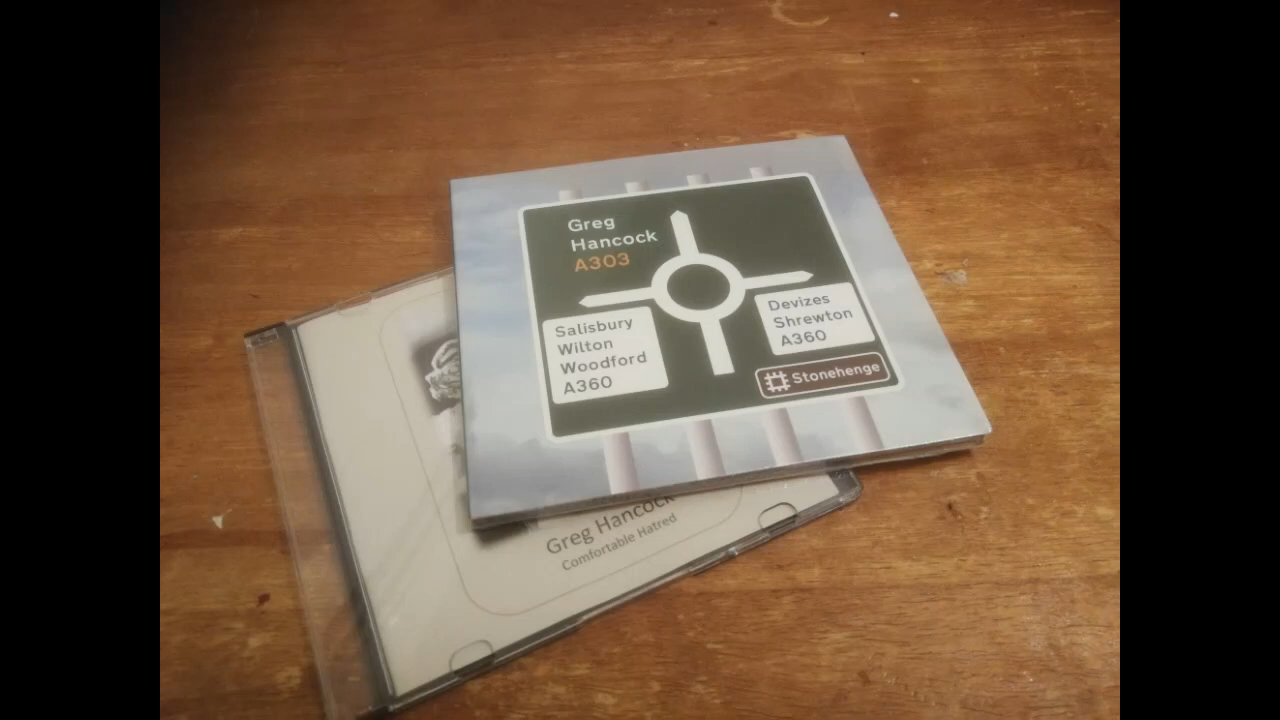 Greg
Hancock
A303
Salisbury
Wilton
Woodford
A360
Devizes
Shrewton
A360
Stonehenge
Greg Hancock
Comfortable Hatred